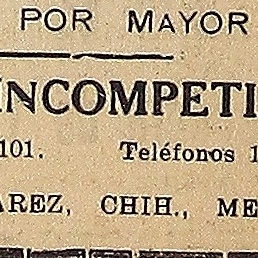 POR MAYOR
INCOMPETI
101. Teléfonos 1
AREZ, CHIH., ME